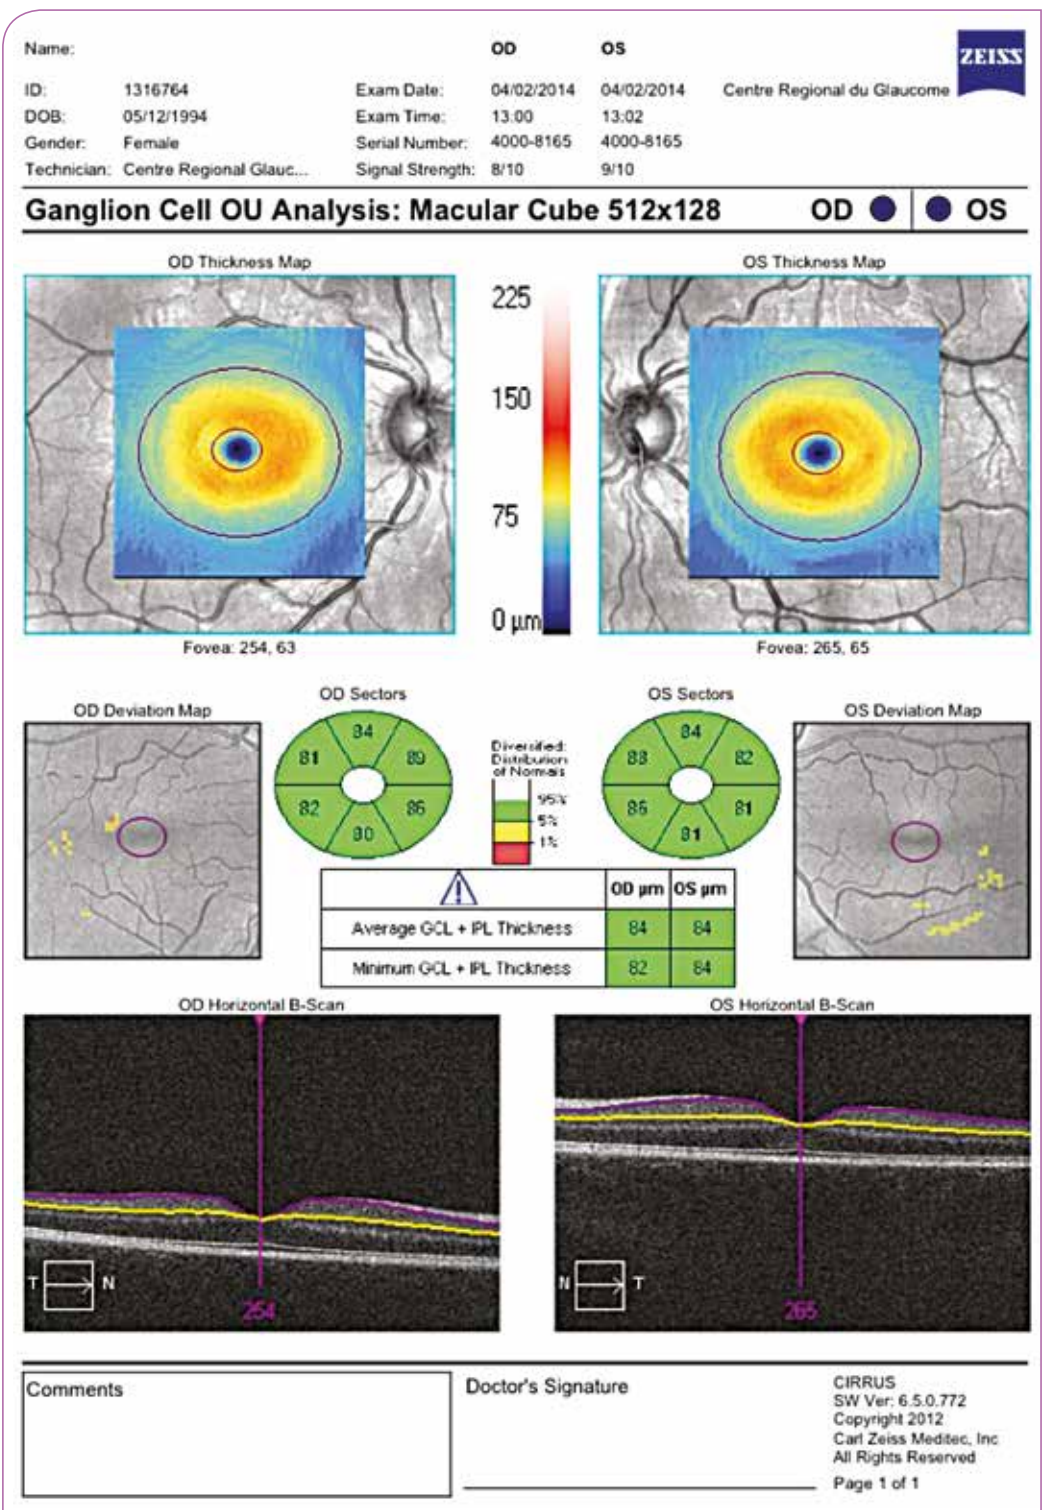 Name: OD OS
ZEISS
ID: 1316764 Exam Date: 04/02/2014 04/02/2014 Centre Regional du Glaucome
DOB: 05/12/1994 Exam Time: 13:00 13:02
Gender: Female Serial Number: 4000-8165 4000-8165
Technician: Centre Regional Glauc... Signal Strength: 8/10 9/10
Ganglion Cell OU Analysis: Macular Cube 512x128 OD OS
OD Thickness Map OS Thickness Map
225
150
75
0 µm
Fovea: 254, 63 Fovea: 265, 65
OD Sectors OS Sectors
OD Deviation Map OS Deviation Map
84 84
81 89 88 82
82 86 86 81
80 81
Diversified:
Distribution
of Normals
95%
5%
1%
OD µm OS µm
Average GCL + IPL Thickness 84 84
Minimum GCL + IPL Thickness 82 84
OD Horizontal B-Scan OS Horizontal B-Scan
T N N T
254 265
Comments Doctor's Signature
CIRRUS
SW Ver: 6.5.0.772
Copyright 2012
Carl Zeiss Meditec, Inc
All Rights Reserved
Page 1 of 1